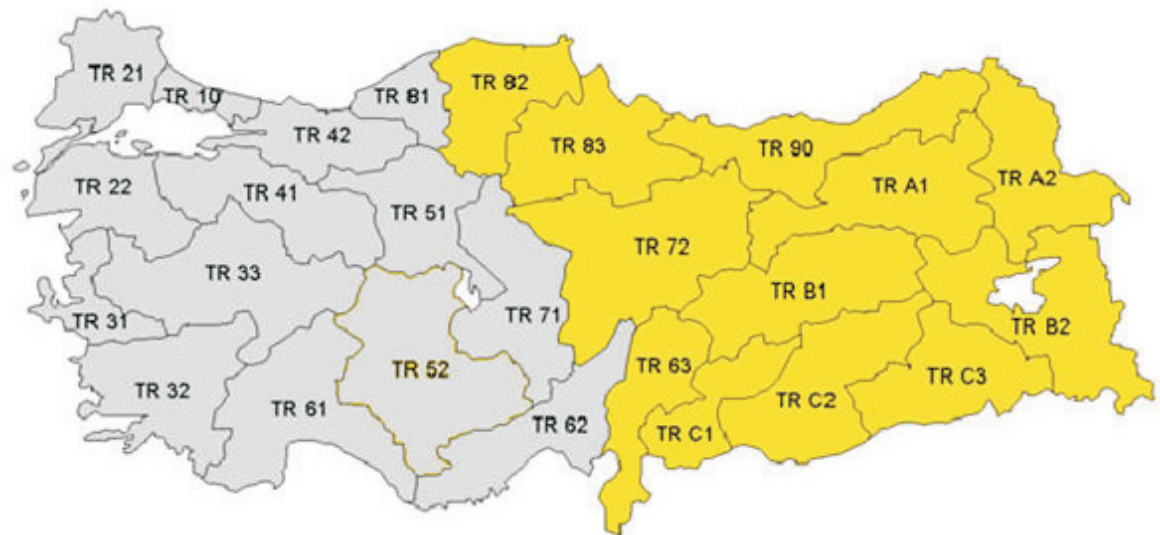 TR 21
TR 10
TR 81
TR 82
TR 42
TR 83
TR 90
TR A1
TR A2
TR 22
TR 41
TR 51
TR 72
TR 33
TR B1
TR 31
TR 71
TR B2
TR 52
TR 63
TR C3
TR 32
TR 61
TR 62
TR C2
TR C1